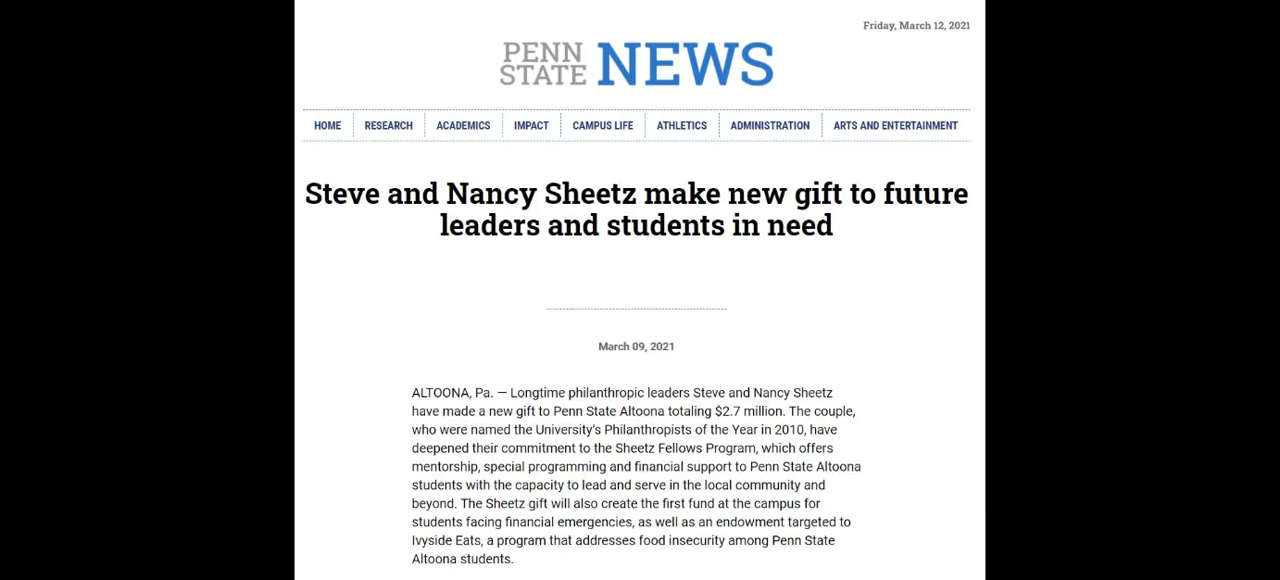 Friday, March 12, 2021
PENN
STATE NEWS
HOME RESEARCH ACADEMICS IMPACT CAMPUS LIFE ATHLETICS ADMINISTRATION ARTS AND ENTERTAINMENT
Steve and Nancy Sheetz make new gift to future
leaders and students in need
March 09, 2021
ALTOONA, Pa. — Longtime philanthropic leaders Steve and Nancy Sheetz
have made a new gift to Penn State Altoona totaling $2.7 million. The couple,
who were named the University's Philanthropists of the Year in 2010, have
deepened their commitment to the Sheetz Fellows Program, which offers
mentorship, special programming and financial support to Penn State Altoona
students with the capacity to lead and serve in the local community and
beyond. The Sheetz gift will also create the first fund at the campus for
students facing financial emergencies, as well as an endowment targeted to
Ivyside Eats, a program that addresses food insecurity among Penn State
Altoona students.